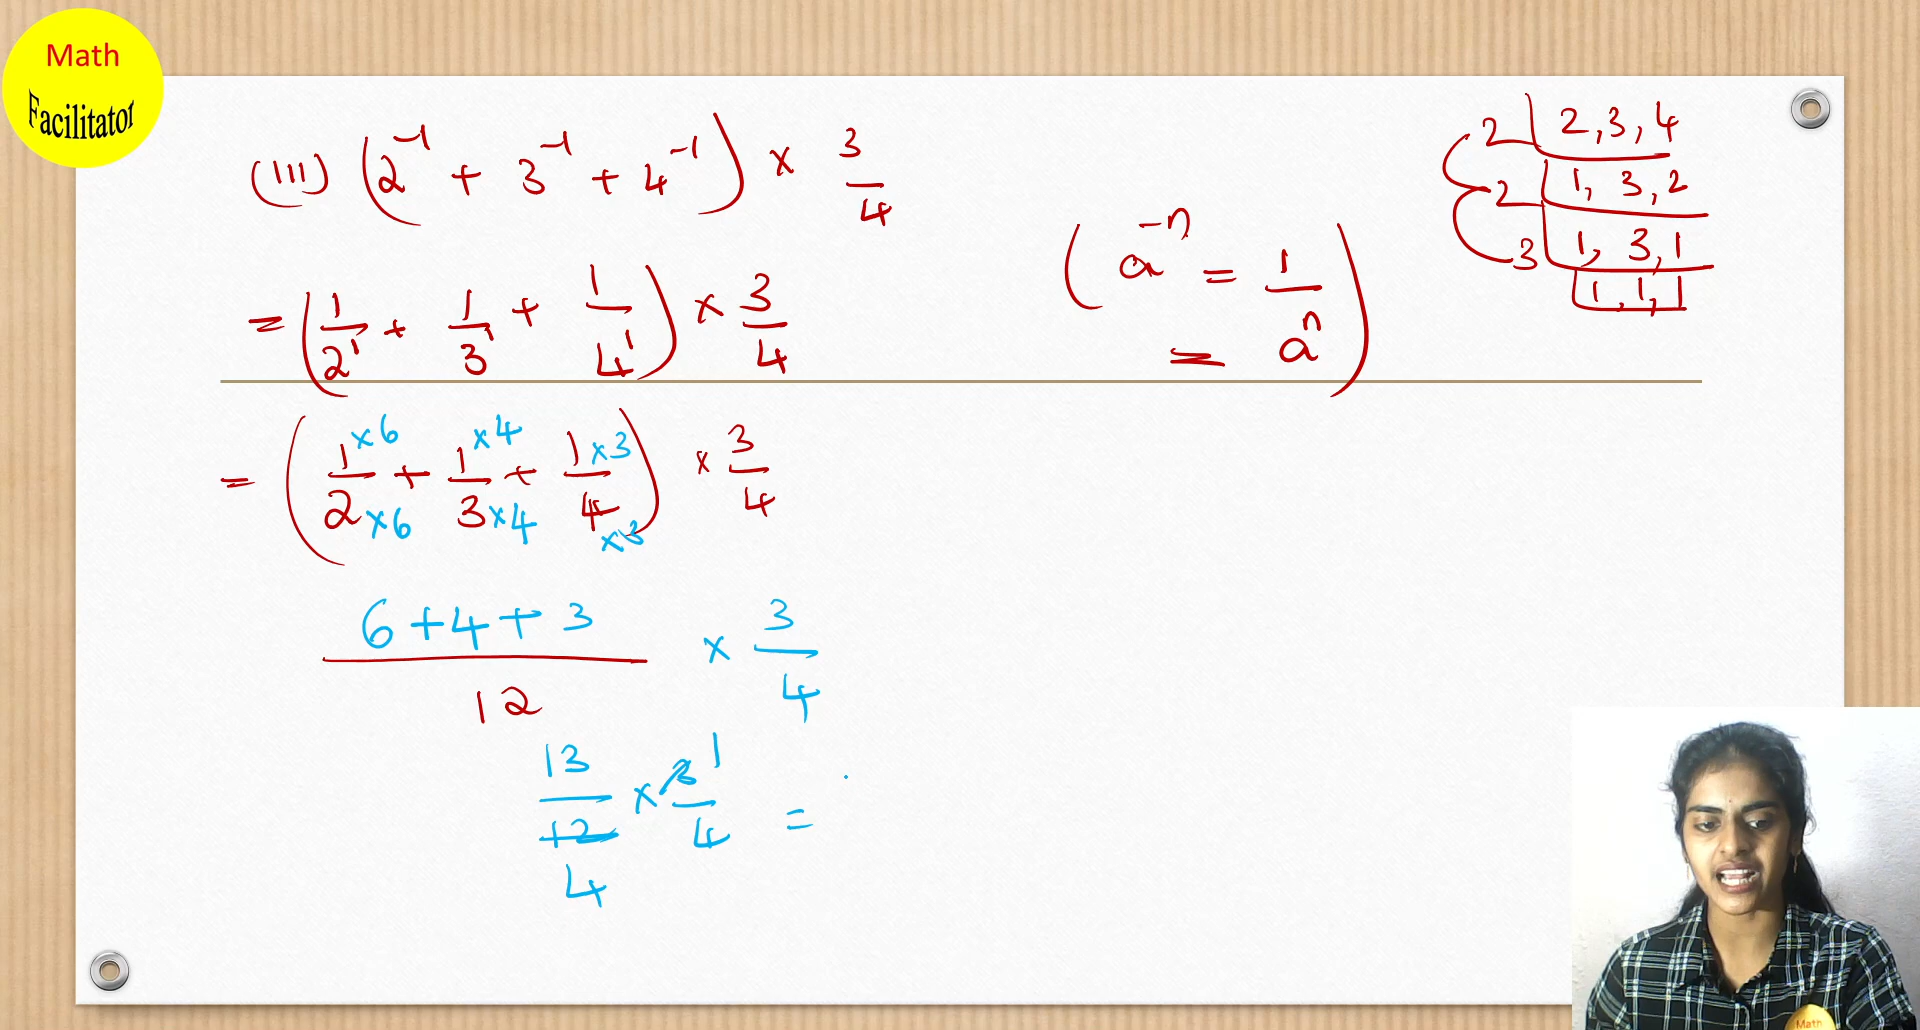 Math
Facilitator
(III) (2⁻¹ + 3⁻¹ + 4⁻¹) × 3/4
= (1/2¹ + 1/3¹ + 1/4¹) × 3/4
= (1×6/2×6 + 1×4/3×4 + 1×3/4×3) × 3/4
6+4+3/12 × 3/4
13/12 × 3/4 =
4 1
(a⁻ⁿ = 1/aⁿ)
=
2 | 2,3,4
2 | 1, 3,2
3 | 1, 3,1
1,1,1
Math